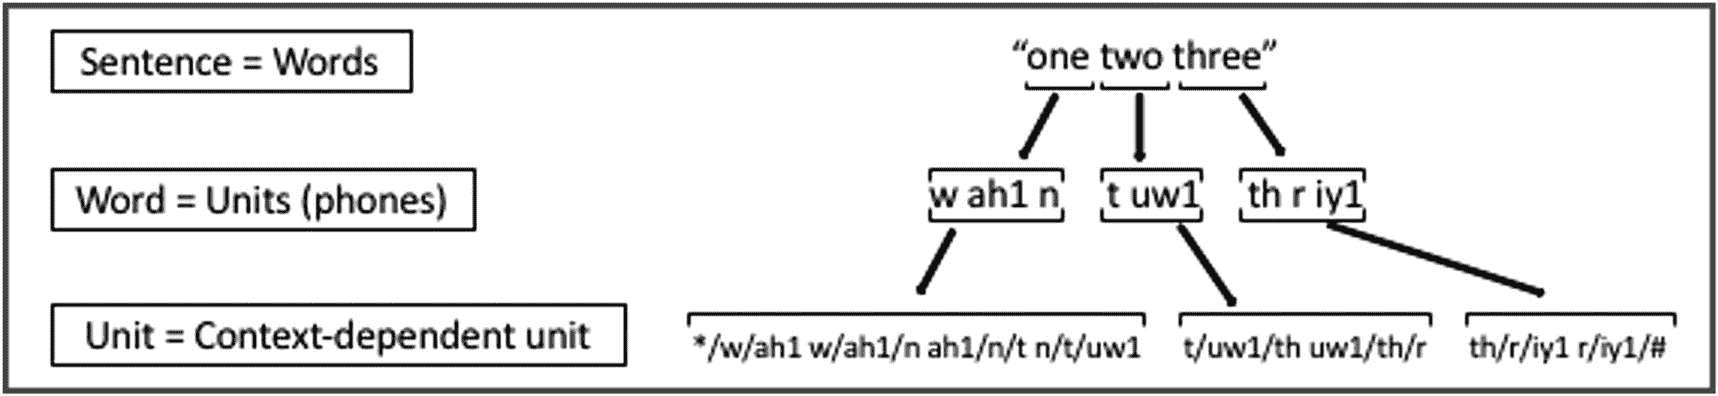 Sentence = Words
“one two three”
Word = Units (phones)
w ah1 n
t uw1
th r iy1
Unit = Context-dependent unit
*/w/ah1 w/ah1/n ah1/n/t n/t/uw1
t/uw1/th uw1/th/r
th/r/iy1 r/iy1/#